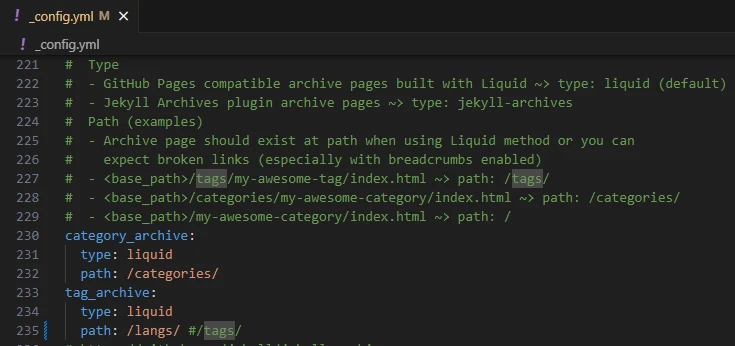 ! _config.yml M ×
! _config.yml
221 #  Type
222 #  - GitHub Pages compatible archive pages built with Liquid ~> type: liquid (default)
223 #  - Jekyll Archives plugin archive pages ~> type: jekyll-archives
224 #  Path (examples)
225 #  - Archive page should exist at path when using Liquid method or you can
226 #    expect broken links (especially with breadcrumbs enabled)
227 #  - <base_path>/tags/my-awesome-tag/index.html ~> path: /tags/
228 #  - <base_path>/categories/my-awesome-category/index.html ~> path: /categories/
229 #  - <base_path>/my-awesome-category/index.html ~> path: /
230 category_archive:
231   type: liquid
232   path: /categories/
233 tag_archive:
234   type: liquid
235   path: /langs/ #/tags/